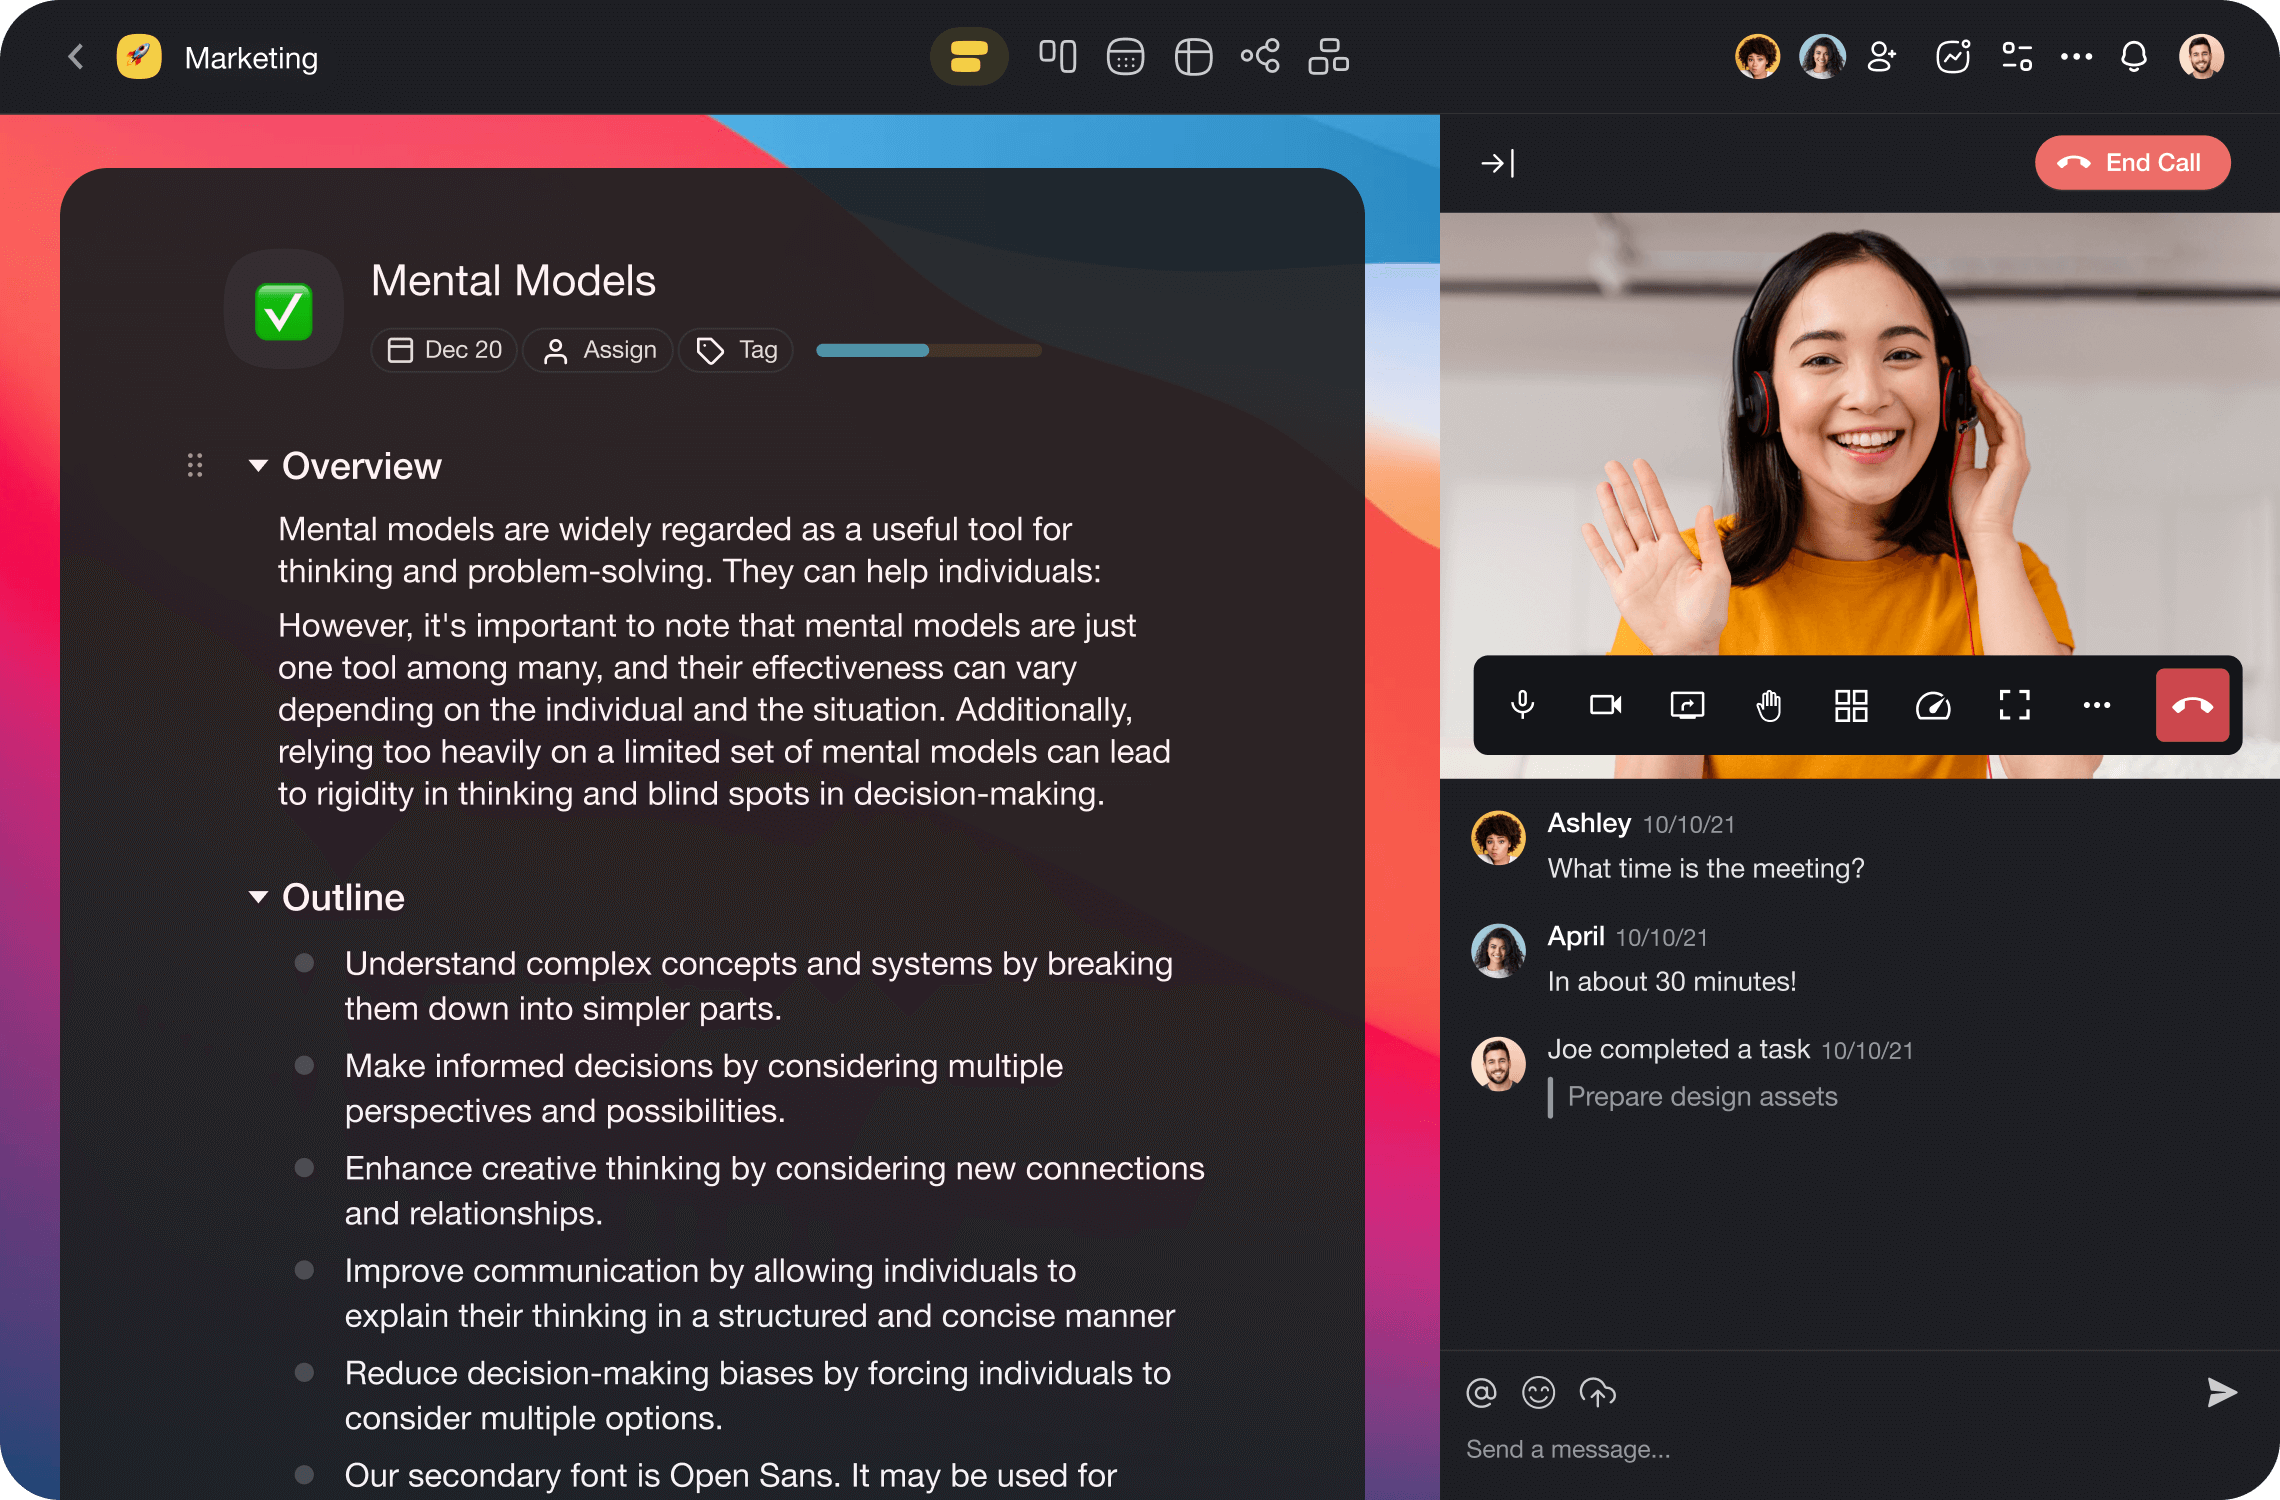 Marketing
End Call
Mental Models
Dec 20
Assign
Tag
Overview
Mental models are widely regarded as a useful tool for
thinking and problem-solving. They can help individuals:
However, it's important to note that mental models are just
one tool among many, and their effectiveness can vary
depending on the individual and the situation. Additionally,
relying too heavily on a limited set of mental models can lead
to rigidity in thinking and blind spots in decision-making.
Outline
Understand complex concepts and systems by breaking
them down into simpler parts.
Make informed decisions by considering multiple
perspectives and possibilities.
Enhance creative thinking by considering new connections
and relationships.
Improve communication by allowing individuals to
explain their thinking in a structured and concise manner
Reduce decision-making biases by forcing individuals to
consider multiple options.
Our secondary font is Open Sans. It may be used for
Ashley 10/10/21
What time is the meeting?
April 10/10/21
In about 30 minutes!
Joe completed a task 10/10/21
Prepare design assets
Send a message...